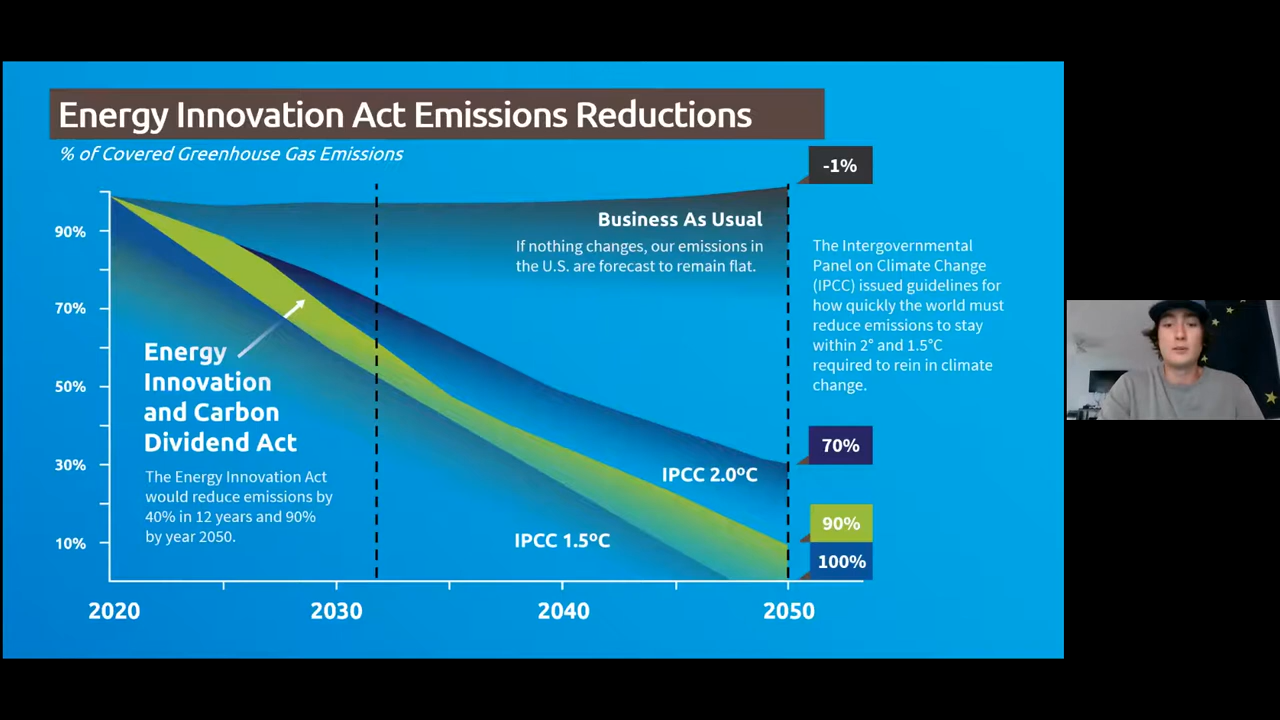 Energy Innovation Act Emissions Reductions
% of Covered Greenhouse Gas Emissions
-1%
90%
70%
50%
30%
10%
Business As Usual
If nothing changes, our emissions in
the U.S. are forecast to remain flat.
The Intergovernmental
Panel on Climate Change
(IPCC) issued guidelines for
how quickly the world must
reduce emissions to stay
within 2° and 1.5°C
required to rein in climate
change.
Energy
Innovation
and Carbon
Dividend Act
The Energy Innovation Act
would reduce emissions by
40% in 12 years and 90%
by year 2050.
IPCC 2.0ºC
IPCC 1.5ºC
70%
90%
100%
2020
2030
2040
2050